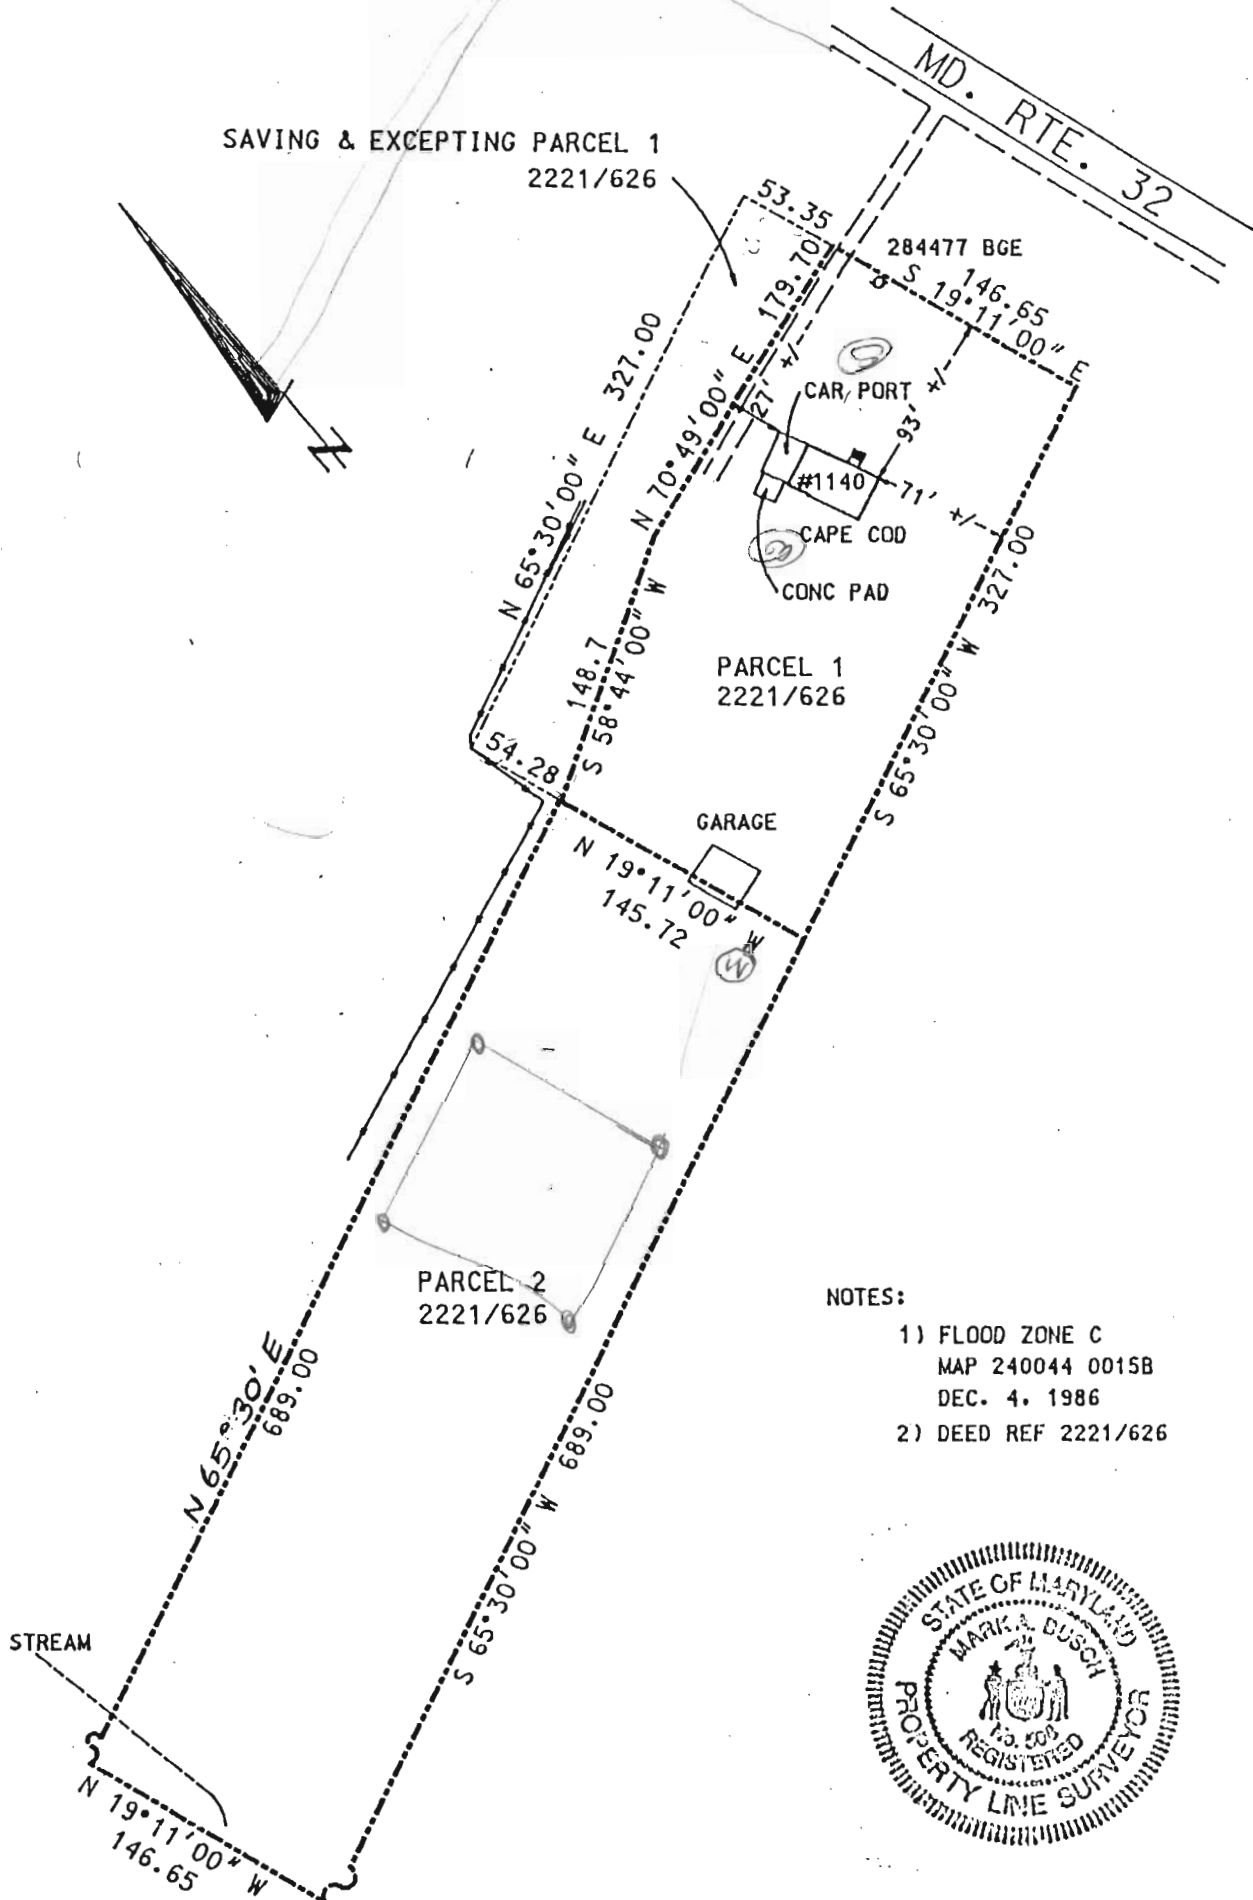 MD. RTE. 32
SAVING & EXCEPTING PARCEL 1
2221/626
53.35
284477 BGE
S 19°11'00" E
146.65
179.70
N 70°49'00" E
27' +/-
CAR PORT
93' +/-
327.00
N 65°30'00" E
#1140
71' +/-
CAPE COD
CONC PAD
148.7
S 58°44'00" W
PARCEL 1
2221/626
327.00
S 65°30'00" W
54.28
GARAGE
N 19°11'00" W
145.72
W
PARCEL 2
2221/626
NOTES:
1) FLOOD ZONE C
MAP 240044 0015B
DEC. 4, 1986
2) DEED REF 2221/626
N 65°30' E
689.00
689.00
S 65°30'00" W
STREAM
N 19°11'00" W
146.65
STATE OF MARYLAND
MARK A. BUSCH
NO. 508
REGISTERED
PROPERTY LINE SURVEYOR
N